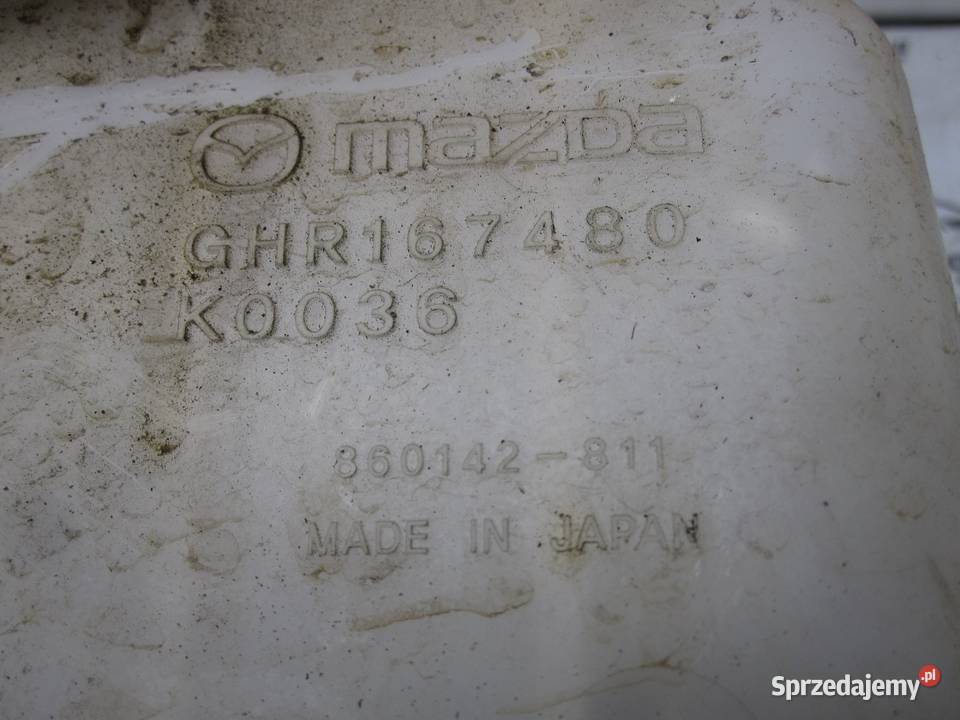 mazda
GHR167480
K0036
860142-811
MADE IN JAPAN
Sprzedajemy.pl